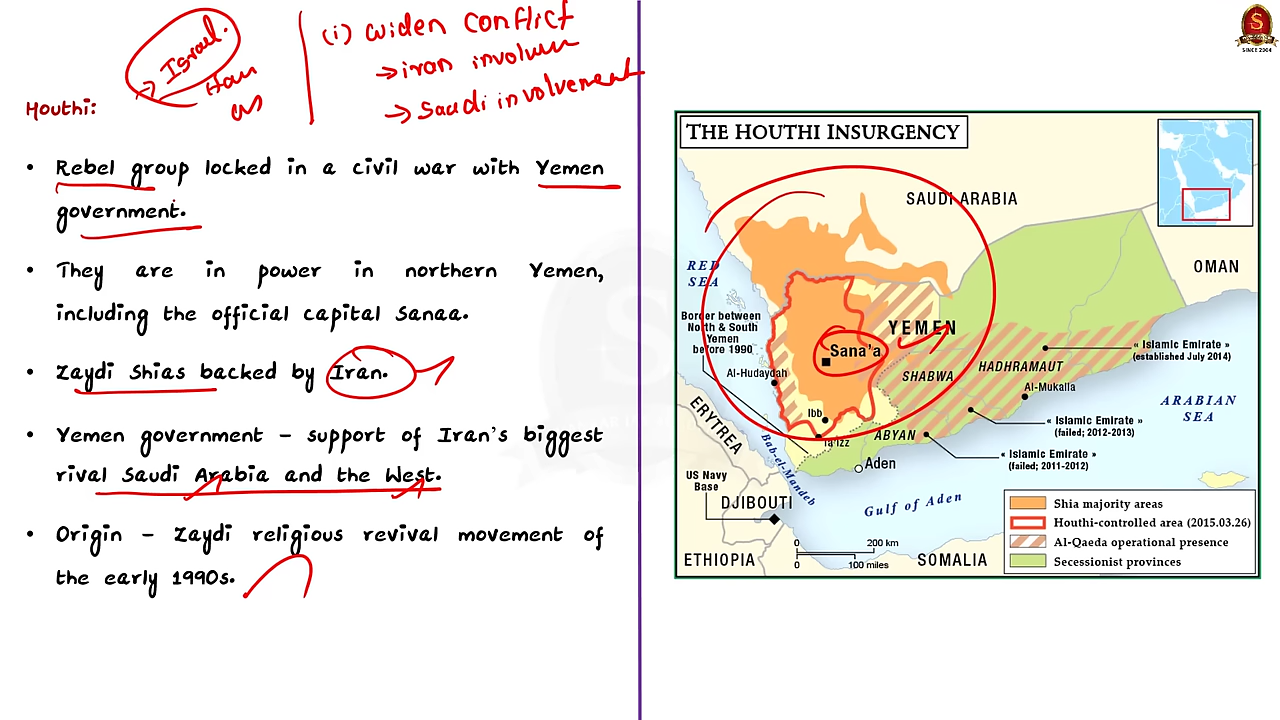 → Israel.
Ham
as
(i) widen conflict
→ iran involvem
→ Saudi involvement
Houthi:
• Rebel group locked in a civil war with Yemen
government.
• They are in power in northern Yemen,
including the official capital Sanaa.
• Zaydi Shias backed by Iran.
• Yemen government – support of Iran's biggest
rival Saudi Arabia and the West.
• Origin – Zaydi religious revival movement of
the early 1990s.
S
SINCE 2004
THE HOUTHI INSURGENCY
SAUDI ARABIA
RED
SEA
OMAN
Border between
North & South
Yemen
before 1990
YEMEN
Sana'a
« Islamic Emirate »
(established July 2014)
Al-Hudaydah
SHABWA
HADHRAMAUT
Al-Mukalla
ARABIAN
SEA
ERYTREA
Ibb
Ta'izz
ABYAN
« Islamic Emirate »
(failed; 2012-2013)
« Islamic Emirate »
(failed; 2011-2012)
Bab-el-Mandeb
Aden
US Navy
Base
DJIBOUTI
Gulf of Aden
ETHIOPIA
SOMALIA
0 200 km
0 100 miles
Shia majority areas
Houthi-controlled area (2015.03.26)
Al-Qaeda operational presence
Secessionist provinces